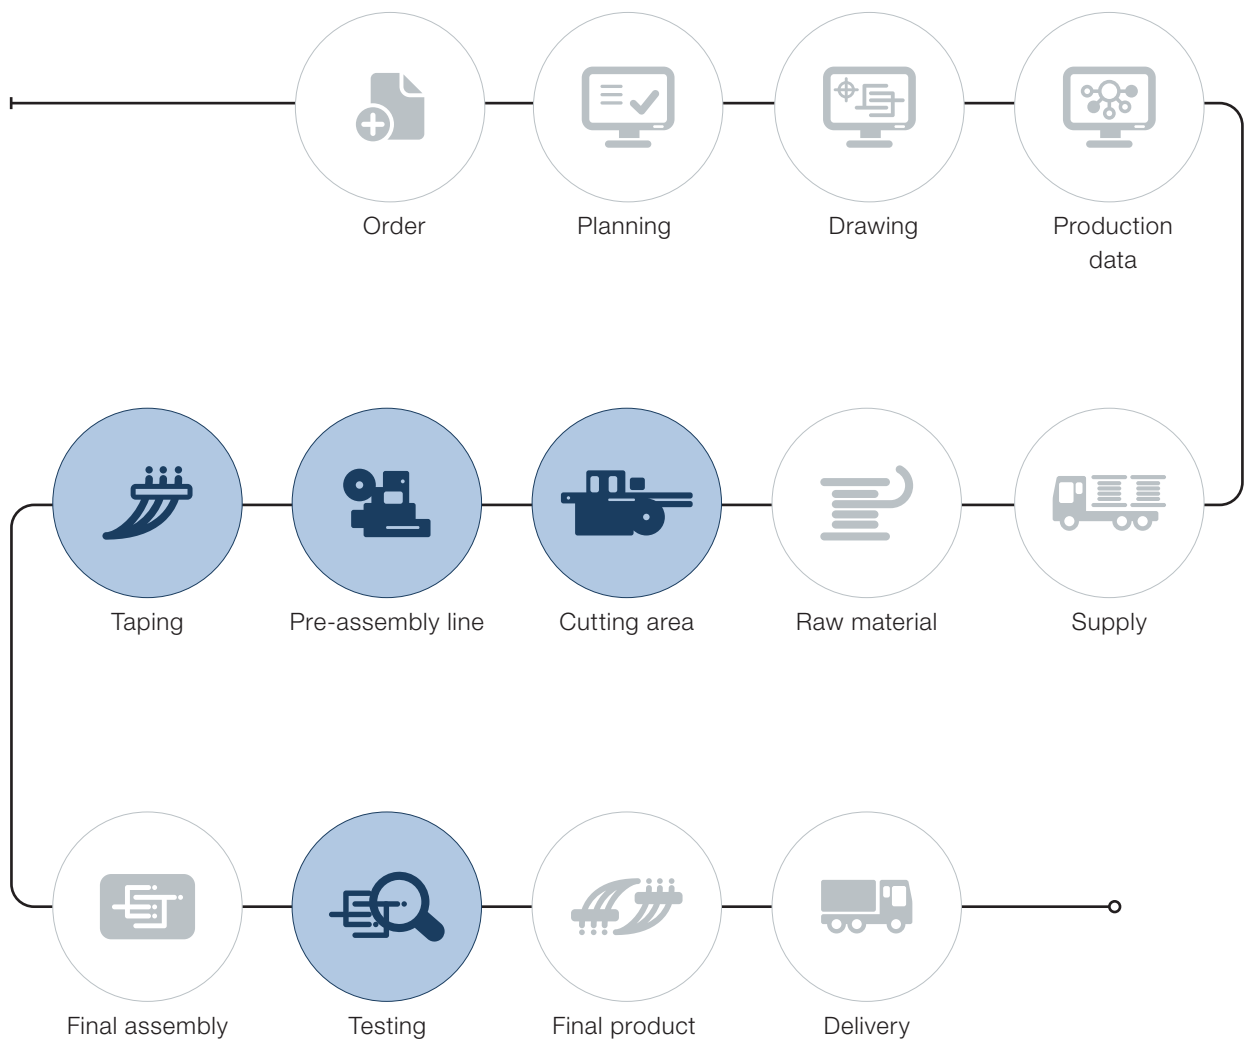 Order
Planning
Drawing
Production
data
Taping
Pre-assembly line
Cutting area
Raw material
Supply
Final assembly
Testing
Final product
Delivery